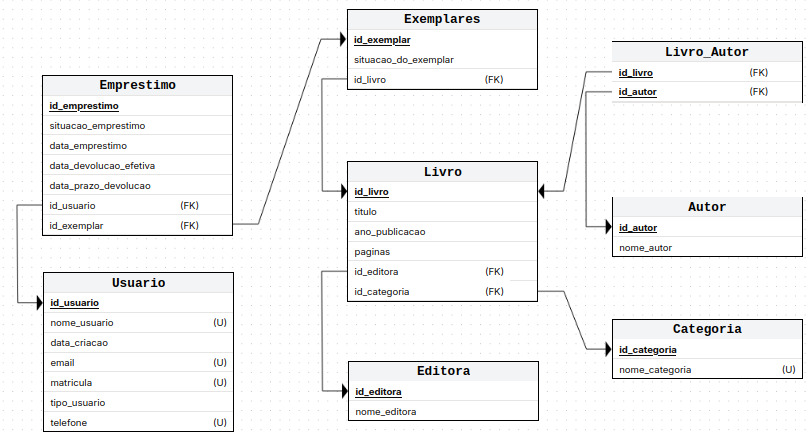 Exemplares
id_exemplar
situacao_do_exemplar
id_livro (FK)
Livro_Autor
id_livro (FK)
id_autor (FK)
Emprestimo
id_emprestimo
situacao_emprestimo
data_emprestimo
data_devolucao_efetiva
data_prazo_devolucao
id_usuario (FK)
id_exemplar (FK)
Livro
id_livro
titulo
ano_publicacao
paginas
id_editora (FK)
id_categoria (FK)
Autor
id_autor
nome_autor
Usuario
id_usuario
nome_usuario (U)
data_criacao
email (U)
matricula (U)
tipo_usuario
telefone (U)
Categoria
id_categoria
nome_categoria (U)
Editora
id_editora
nome_editora